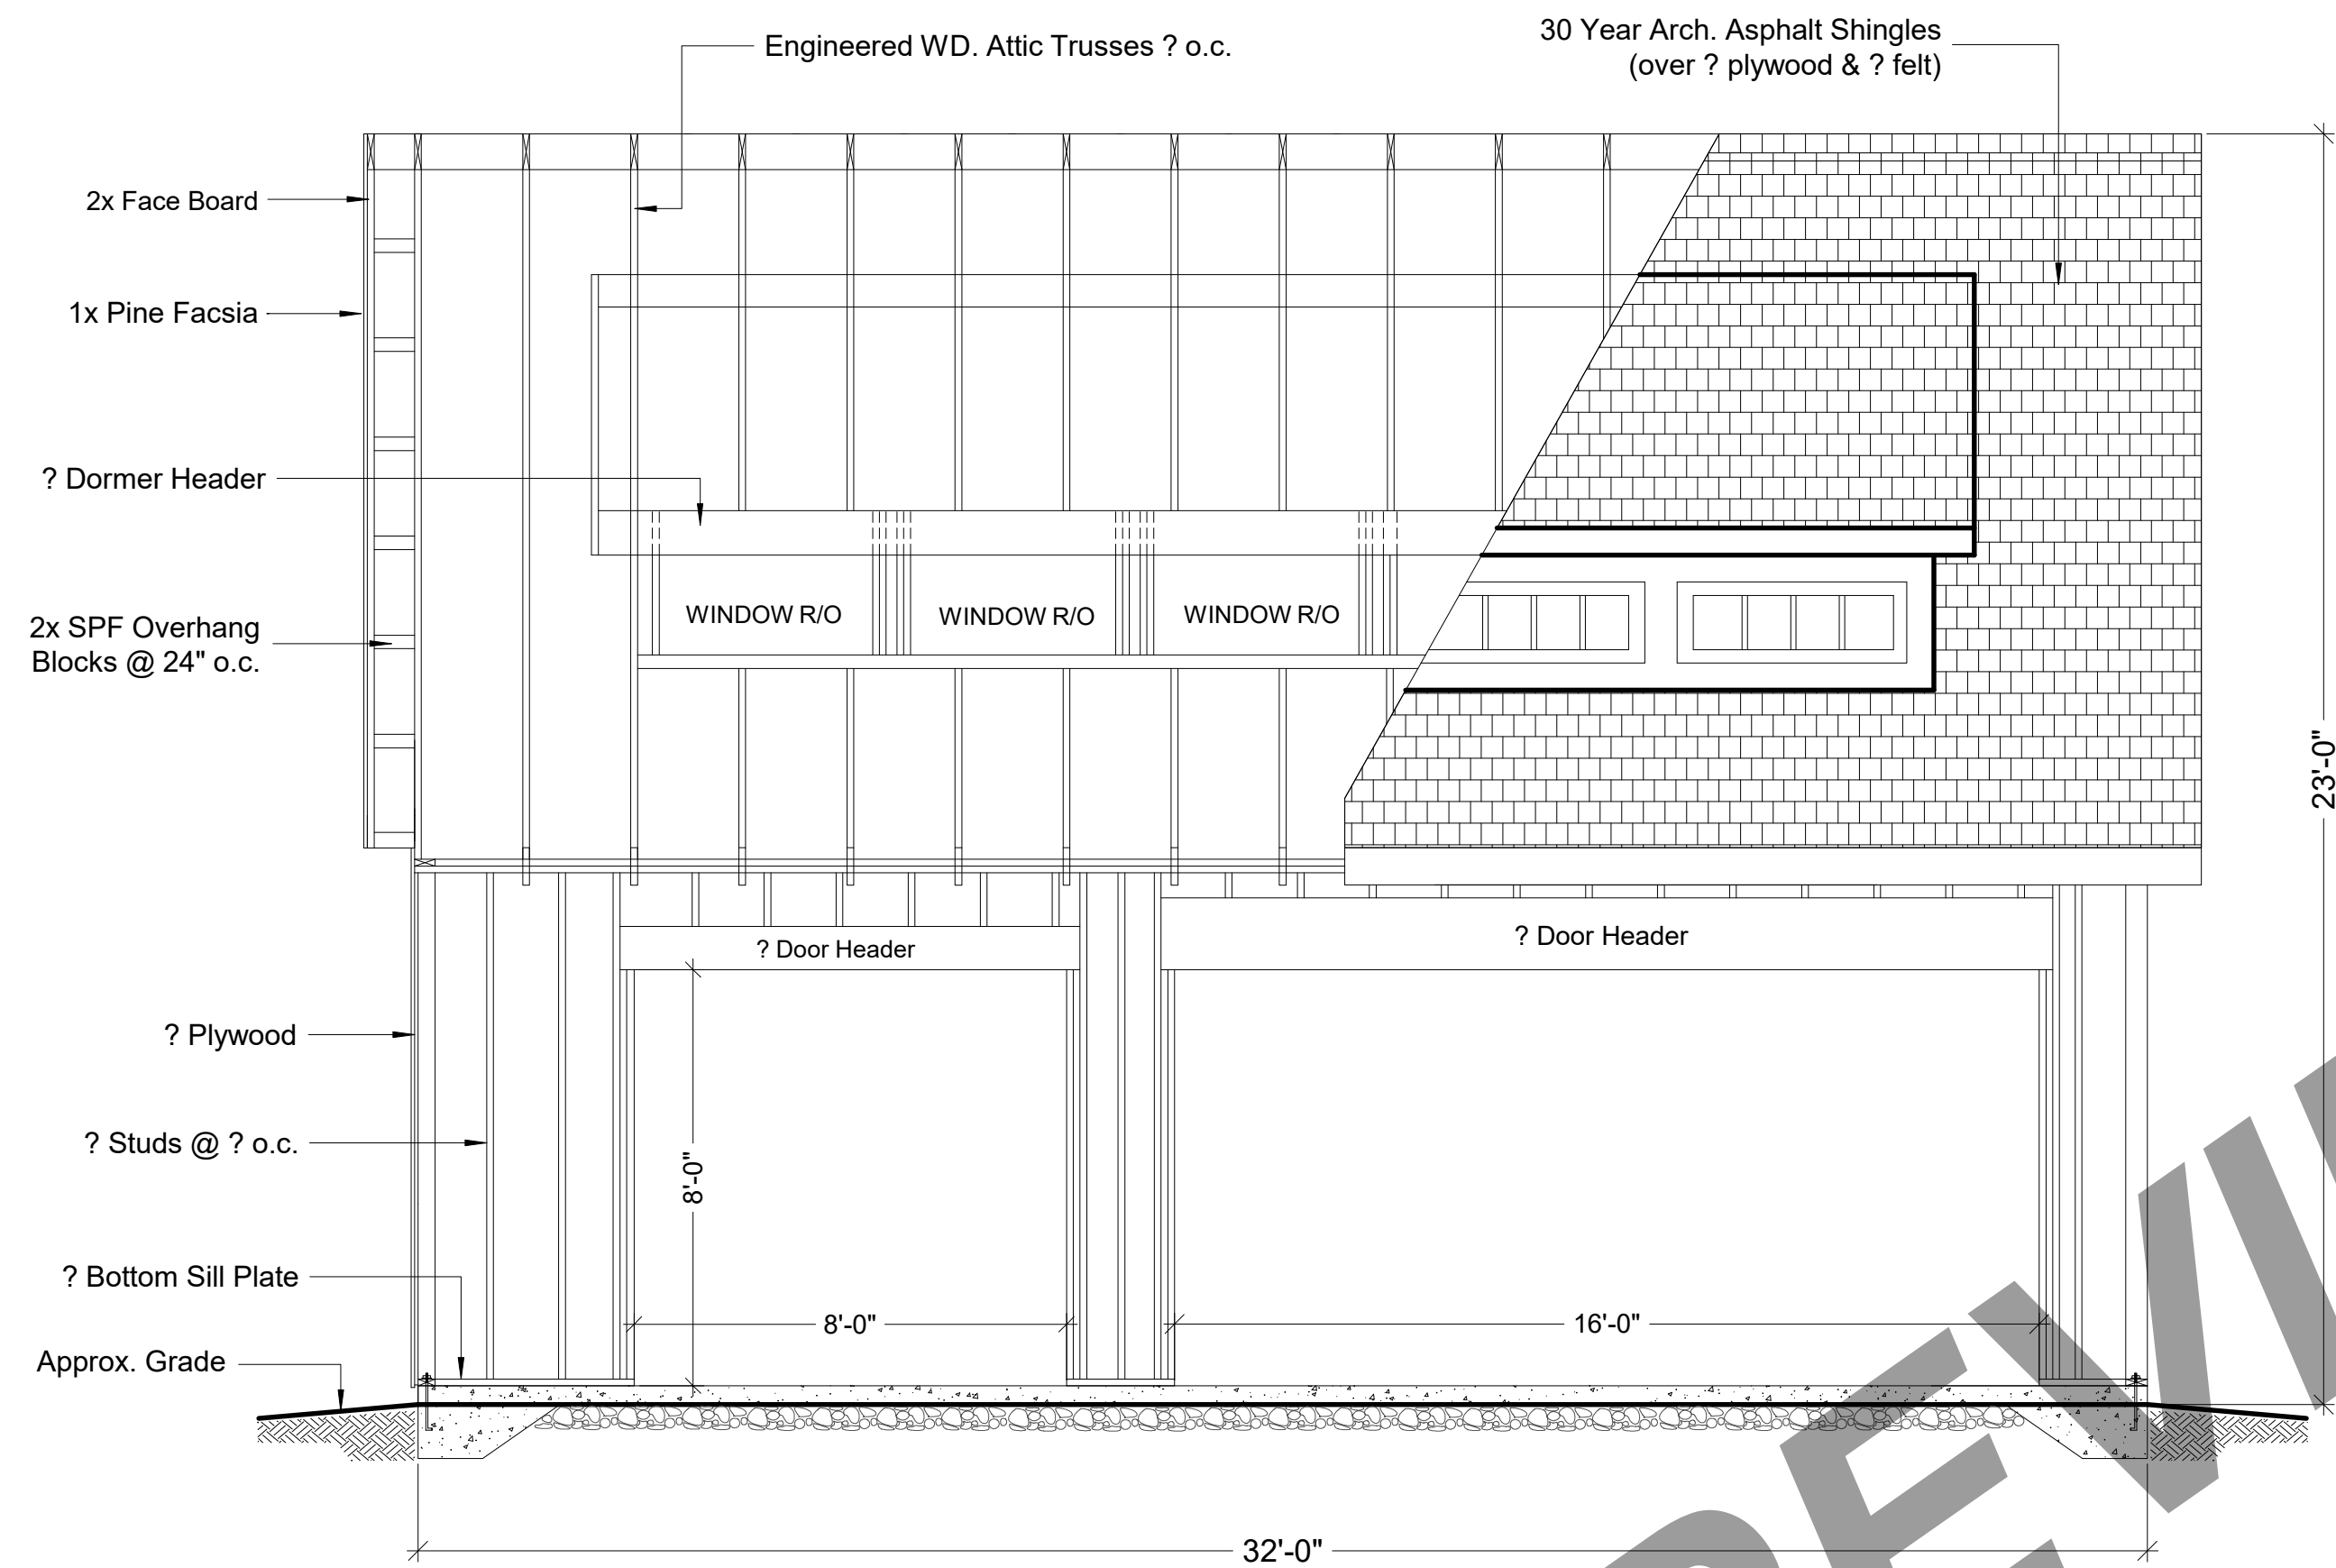 Engineered WD. Attic Trusses ? o.c.
30 Year Arch. Asphalt Shingles
(over ? plywood & ? felt)
2x Face Board
1x Pine Facsia
? Dormer Header
2x SPF Overhang
Blocks @ 24" o.c.
WINDOW R/O
WINDOW R/O
WINDOW R/O
23'-0"
? Door Header
? Door Header
? Plywood
? Studs @ ? o.c.
8'-0"
? Bottom Sill Plate
8'-0"
16'-0"
Approx. Grade
32'-0"